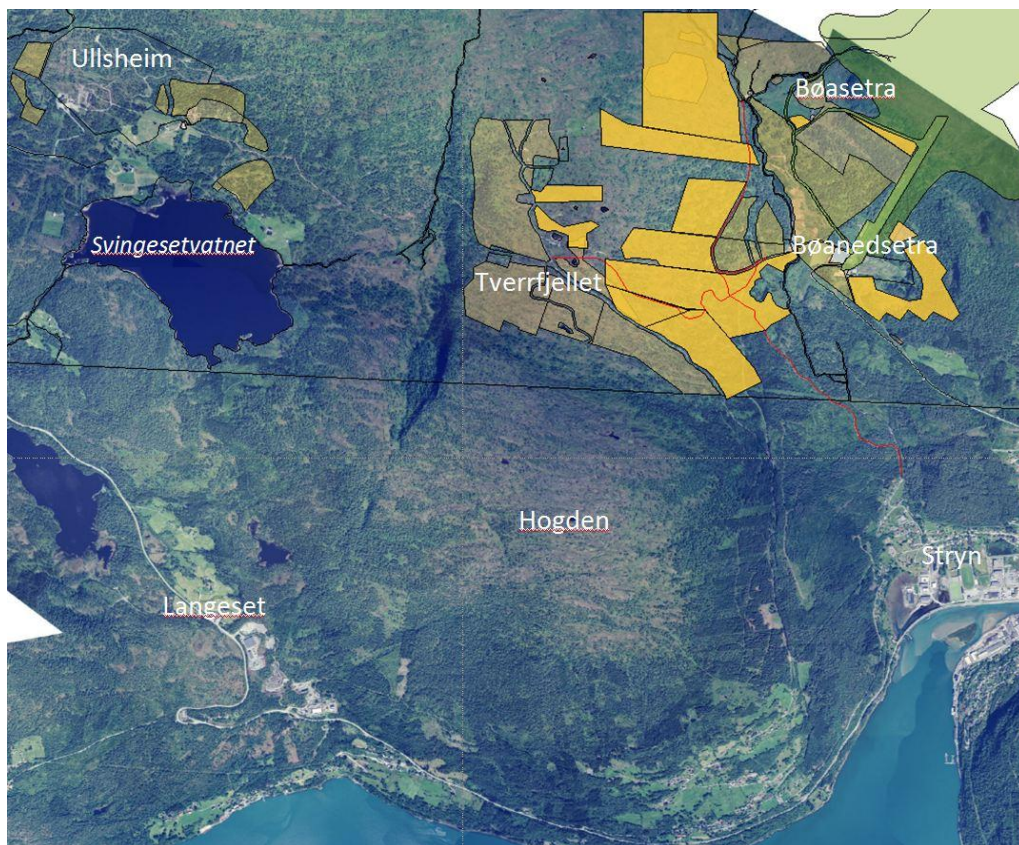 Ullsheim
Bøasetra
Svingesetvatnet
Bøanedsetra
Tverrfjellet
Hogden
Stryn
Langeset